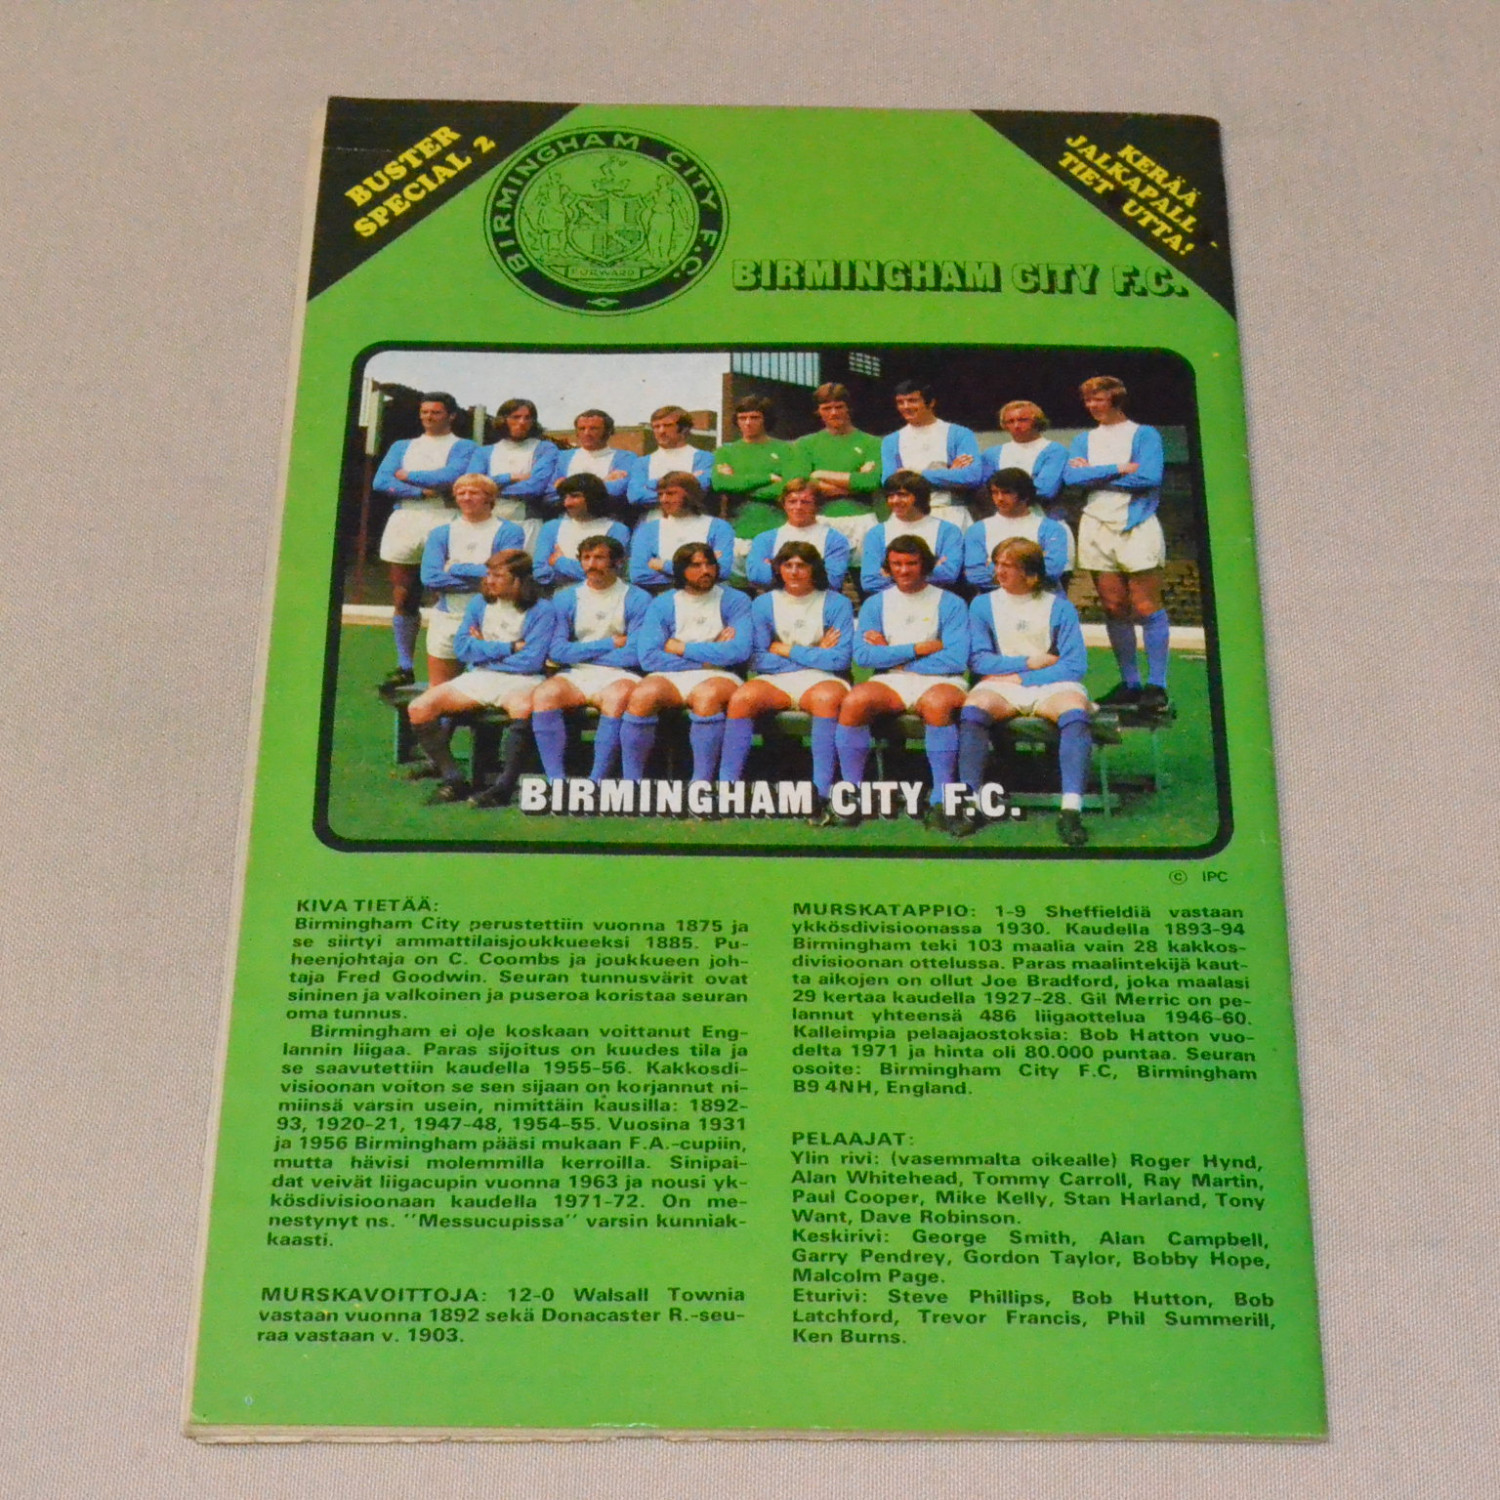 BUSTER
SPECIAL 2
BIRMINGHAM CITY F.C.
FORWARD
KERÄÄ
JALKAPALL
TIET UTTA!
BIRMINGHAM CITY F.C.
BIRMINGHAM CITY F.C.
© IPC
KIVA TIETÄÄ:
Birmingham City perustettiin vuonna 1875 ja
se siirtyi ammattilaisjoukkueeksi 1885. Pu-
heenjohtaja on C. Coombs ja joukkueen joh-
taja Fred Goodwin. Seuran tunnusvärit ovat
sininen ja valkoinen ja puseroa koristaa seuran
oma tunnus.
Birmingham ei ole koskaan voittanut Eng-
lannin liigaa. Paras sijoitus on kuudes tila ja
se saavutettiin kaudella 1955-56. Kakkosdi-
visioonan voiton se sen sijaan on korjannut ni-
miinsä varsin usein, nimittäin kausilla: 1892-
93, 1920-21, 1947-48, 1954-55. Vuosina 1931
ja 1956 Birmingham pääsi mukaan F.A.-cupiin,
mutta hävisi molemmilla kerroilla. Sinipai-
dat veivät liigacupin vuonna 1963 ja nousi yk-
kösdivisioonaan kaudella 1971-72. On me-
nestynyt ns. "Messucupissa" varsin kunniak-
kaasti.
MURSKAVOITTOJA: 12-0 Walsall Townia
vastaan vuonna 1892 sekä Donacaster R.-seu-
raa vastaan v. 1903.
MURSKATAPPIO: 1-9 Sheffieldiä vastaan
ykkösdivisioonassa 1930. Kaudella 1893-94
Birmingham teki 103 maalia vain 28 kakkos-
divisioonan ottelussa. Paras maalintekijä kaut-
ta aikojen on ollut Joe Bradford, joka maalasi
29 kertaa kaudella 1927-28. Gil Merric on pe-
lannut yhteensä 486 liigaottelua 1946-60.
Kalleimpia pelaajaostoksia: Bob Hatton vuo-
delta 1971 ja hinta oli 80.000 puntaa. Seuran
osoite: Birmingham City F.C, Birmingham
B9 4NH, England.
PELAAJAT:
Ylin rivi: (vasemmalta oikealle) Roger Hynd,
Alan Whitehead, Tommy Carroll, Ray Martin,
Paul Cooper, Mike Kelly, Stan Harland, Tony
Want, Dave Robinson.
Keskirivi: George Smith, Alan Campbell,
Garry Pendrey, Gordon Taylor, Bobby Hope,
Malcolm Page.
Eturivi: Steve Phillips, Bob Hutton, Bob
Latchford, Trevor Francis, Phil Summerill,
Ken Burns.